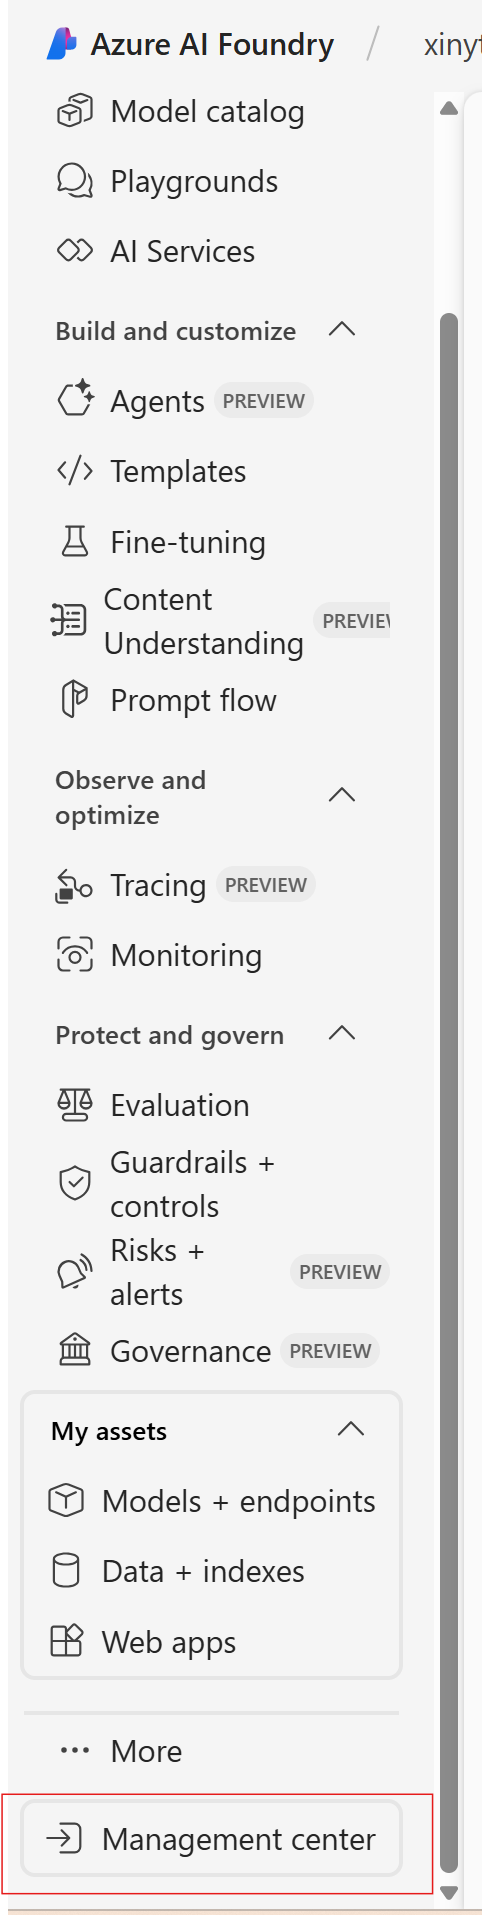 Azure AI Foundry / xinyt
Model catalog
Playgrounds
AI Services
Build and customize
Agents PREVIEW
</> Templates
Fine-tuning
Content
Understanding PREVIEW
Prompt flow
Observe and
optimize
Tracing PREVIEW
Monitoring
Protect and govern
Evaluation
Guardrails +
controls
Risks +
alerts PREVIEW
Governance PREVIEW
My assets
Models + endpoints
Data + indexes
Web apps
... More
Management center